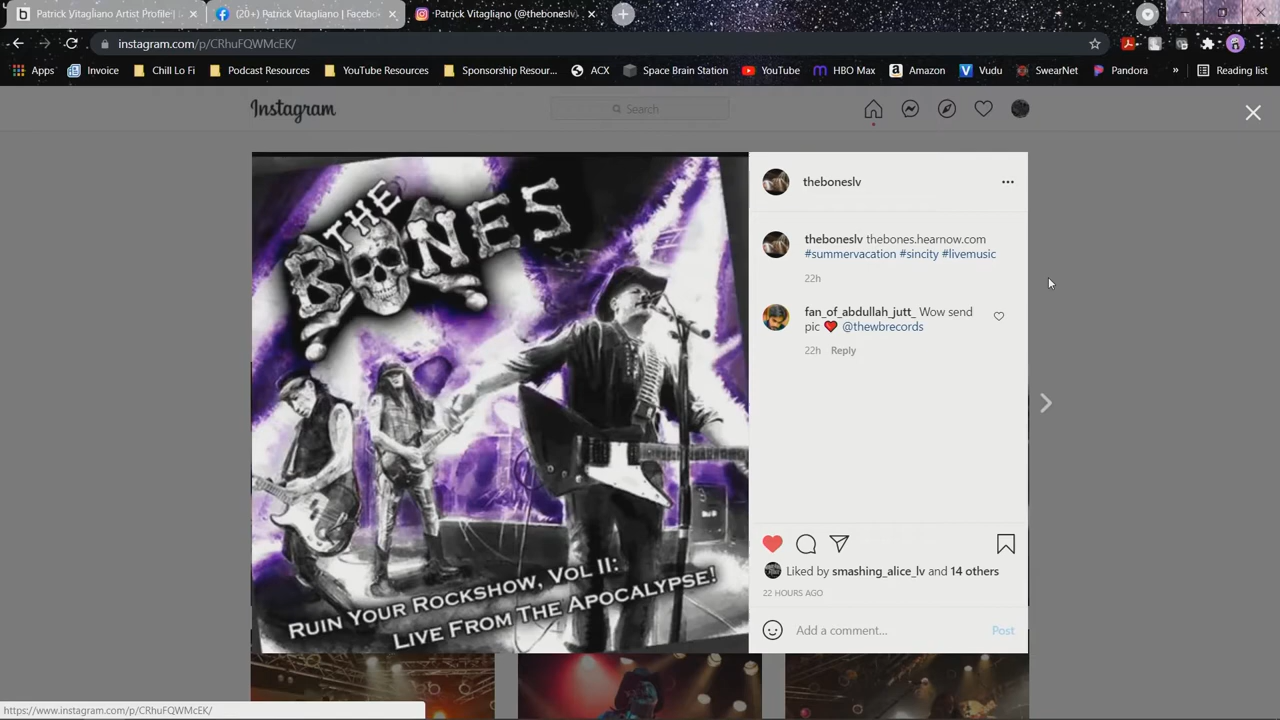 Patrick Vitagliano Artist Profile |
(20+) Patrick Vitagliano | Facebo
Patrick Vitagliano (@theboneslv)
instagram.com/p/CRhuFQWMcEK/
Apps
Invoice
Chill Lo Fi
Podcast Resources
YouTube Resources
Sponsorship Resour...
ACX
Space Brain Station
YouTube
HBO Max
Amazon
Vudu
SwearNet
Pandora
»
Reading list
Instagram
Search
THE
BONES
RUIN YOUR ROCKSHOW, VOL II:
LIVE FROM THE APOCALYPSE!
theboneslv
theboneslv thebones.hearnow.com
#summervacation #sincity #livemusic
22h
fan_of_abdullah_jutt_ Wow send
pic ❤️ @thewbrecords
22h Reply
Liked by smashing_alice_lv and 14 others
22 HOURS AGO
Add a comment...
Post
https://www.instagram.com/p/CRhuFQWMcEK/